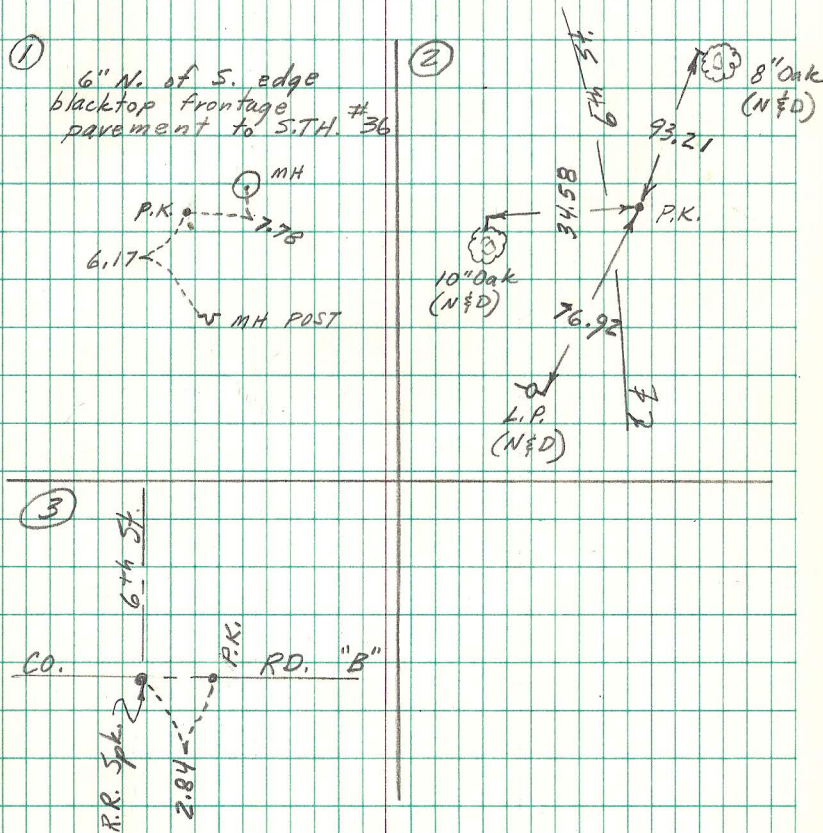 ①
6" N. of S. edge
blacktop frontage
pavement to S.T.H. #36
MH
P.K.
7.78
6.17
MH POST
②
6th St.
8" Oak
(N&D)
93.21
34.58
P.K.
10" Oak
(N&D)
76.92
L.P.
(N&D)
③
6th St.
P.K.
CO. RD. "B"
R.R. Spk.
2.84